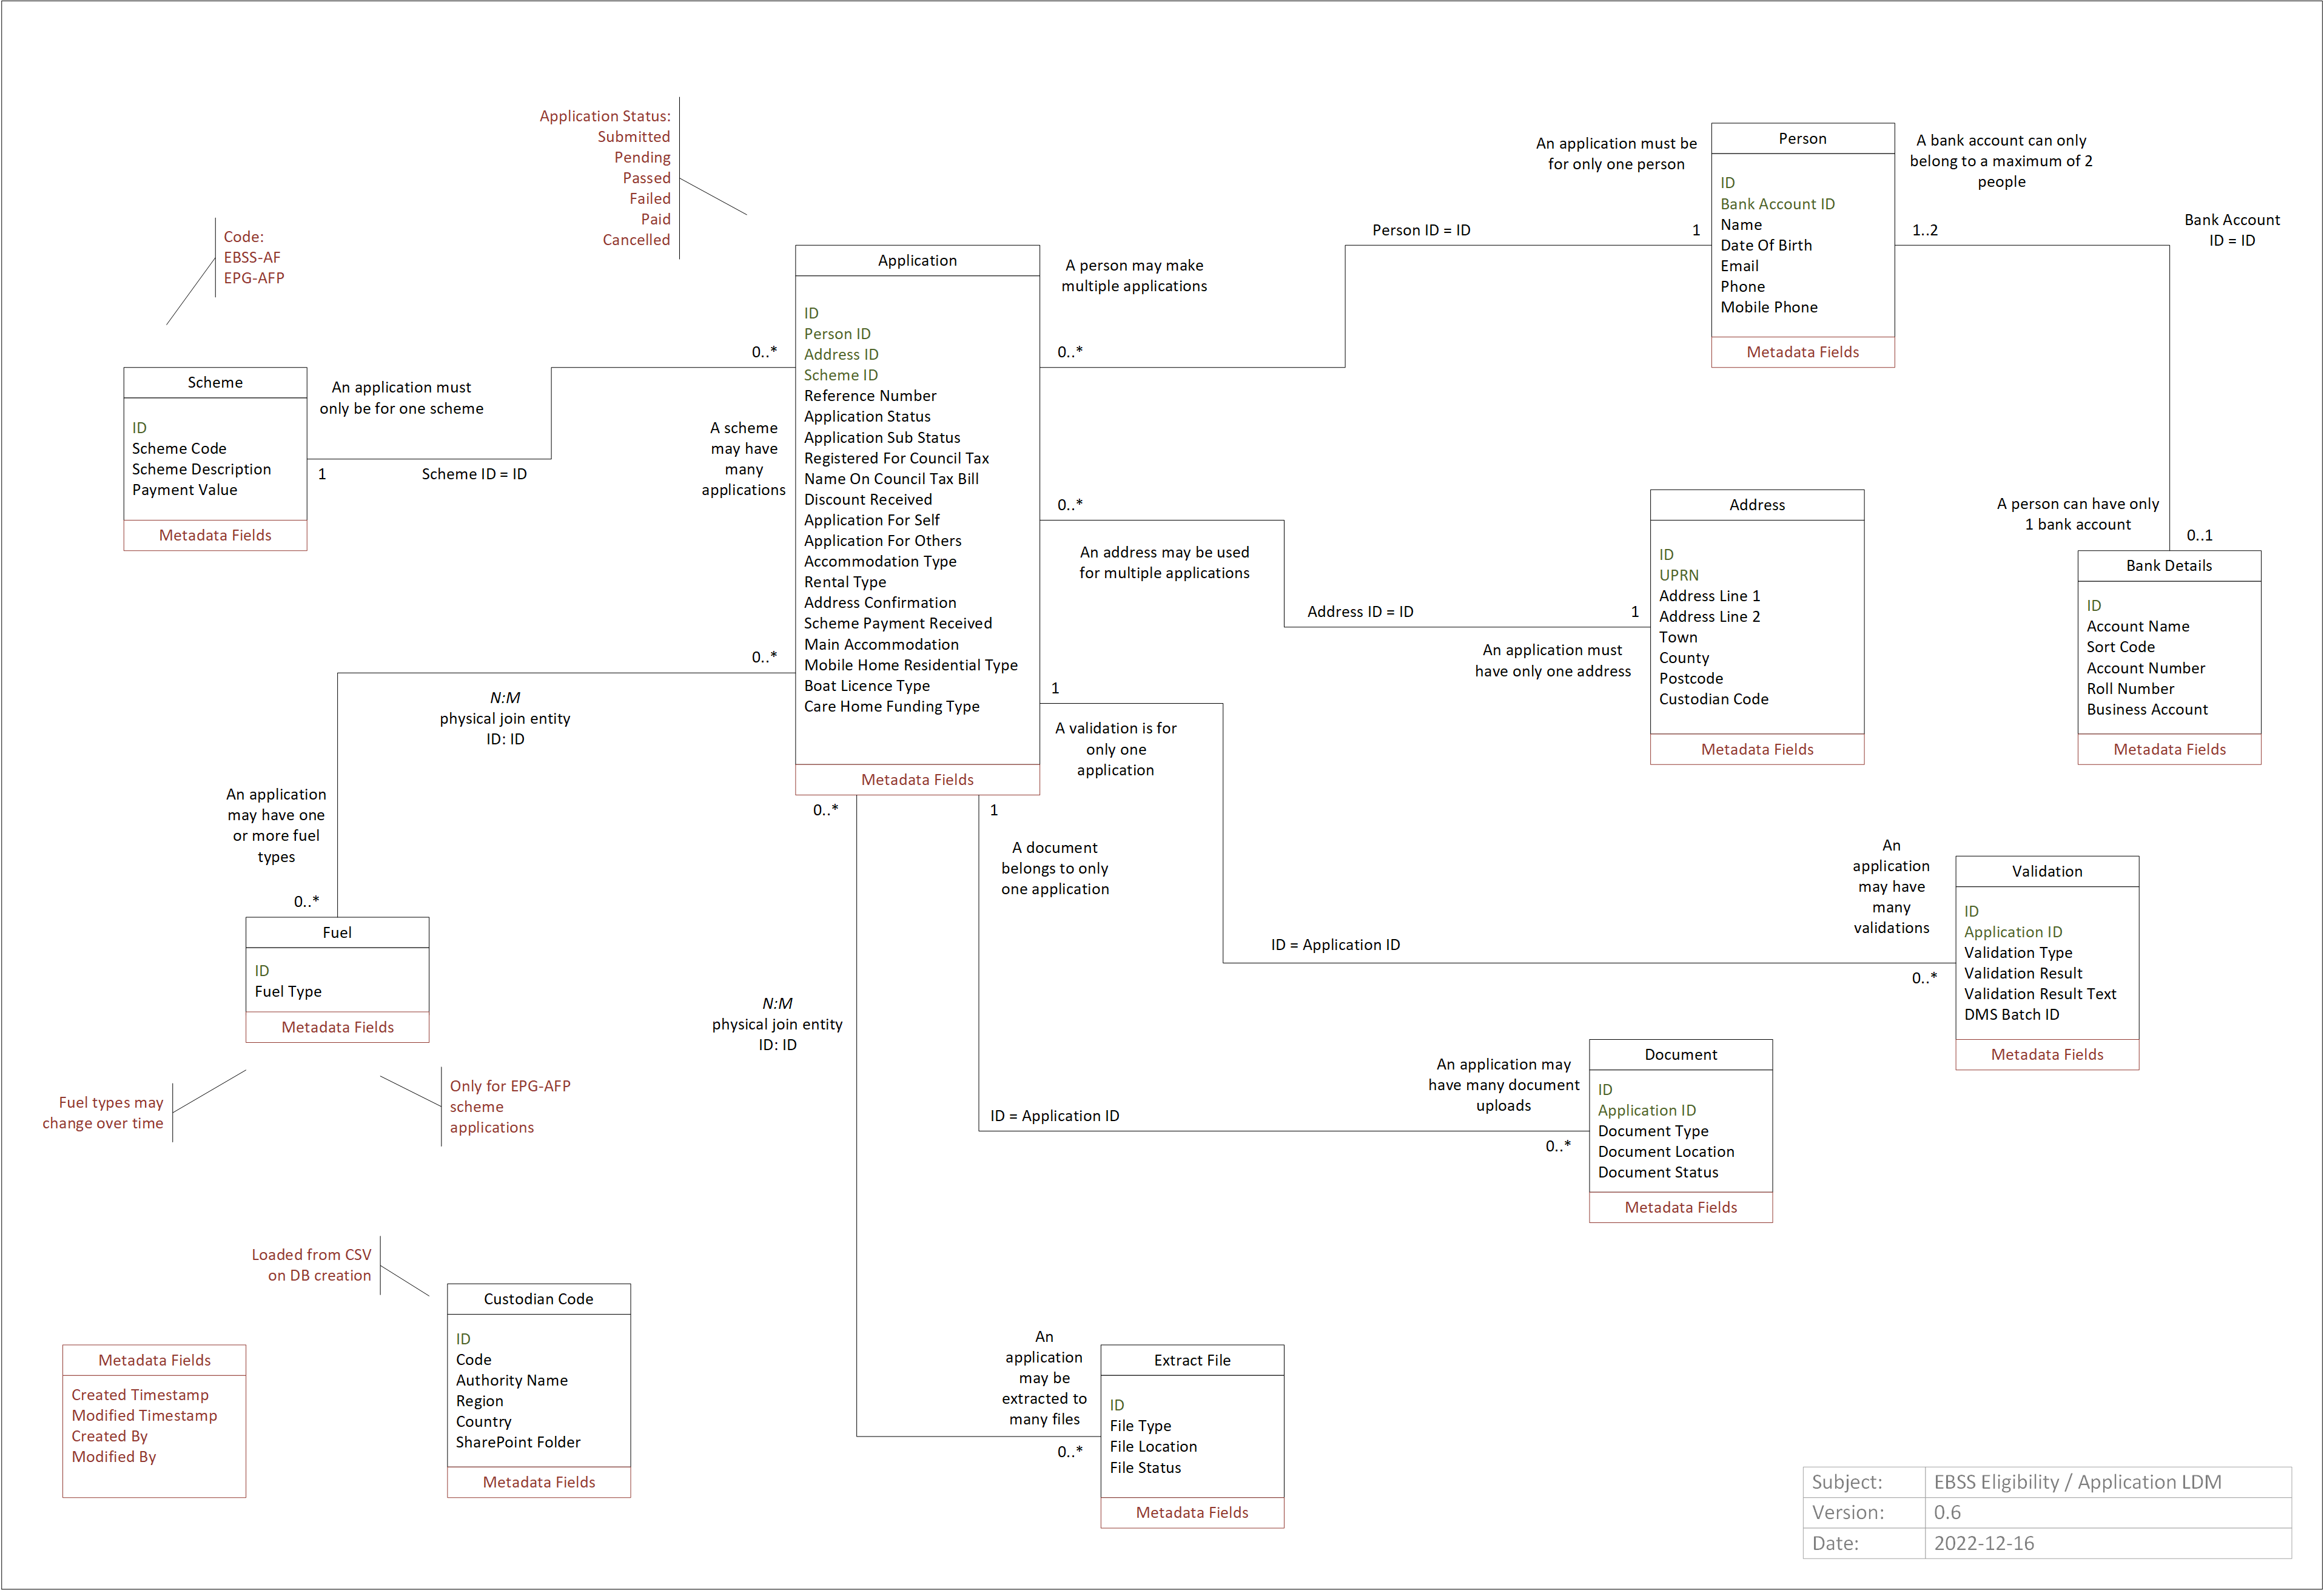 Application Status:
Submitted
Pending
Passed
Failed
Paid
Cancelled
Code:
EBSS-AF
EPG-AFP
Scheme
ID
Scheme Code
Scheme Description
Payment Value
Metadata Fields
An application must
only be for one scheme
1
Scheme ID = ID
0..*
A scheme
may have
many
applications
Application
ID
Person ID
Address ID
Scheme ID
Reference Number
Application Status
Application Sub Status
Registered For Council Tax
Name On Council Tax Bill
Discount Received
Application For Self
Application For Others
Accommodation Type
Rental Type
Address Confirmation
Scheme Payment Received
Main Accommodation
Mobile Home Residential Type
Boat Licence Type
Care Home Funding Type
Metadata Fields
A person may make
multiple applications
0..*
Person ID = ID
An application must be
for only one person
1
Person
ID
Bank Account ID
Name
Date Of Birth
Email
Phone
Mobile Phone
Metadata Fields
A bank account can only
belong to a maximum of 2
people
1..2
Bank Account
ID = ID
A person can have only
1 bank account
0..1
Bank Details
ID
Account Name
Sort Code
Account Number
Roll Number
Business Account
Metadata Fields
0..*
An address may be used
for multiple applications
Address ID = ID
1
An application must
have only one address
Address
ID
UPRN
Address Line 1
Address Line 2
Town
County
Postcode
Custodian Code
Metadata Fields
0..*
N:M
physical join entity
ID: ID
An application
may have one
or more fuel
types
0..*
Fuel
ID
Fuel Type
Metadata Fields
Fuel types may
change over time
Only for EPG-AFP
scheme
applications
1
A validation is for
only one
application
ID = Application ID
An
application
may have
many
validations
0..*
Validation
ID
Application ID
Validation Type
Validation Result
Validation Result Text
DMS Batch ID
Metadata Fields
1
A document
belongs to only
one application
ID = Application ID
An application may
have many document
uploads
0..*
Document
ID
Application ID
Document Type
Document Location
Document Status
Metadata Fields
0..*
N:M
physical join entity
ID: ID
An
application
may be
extracted to
many files
0..*
Extract File
ID
File Type
File Location
File Status
Metadata Fields
Loaded from CSV
on DB creation
Custodian Code
ID
Code
Authority Name
Region
Country
SharePoint Folder
Metadata Fields
Metadata Fields
Created Timestamp
Modified Timestamp
Created By
Modified By
Subject: EBSS Eligibility / Application LDM
Version: 0.6
Date: 2022-12-16